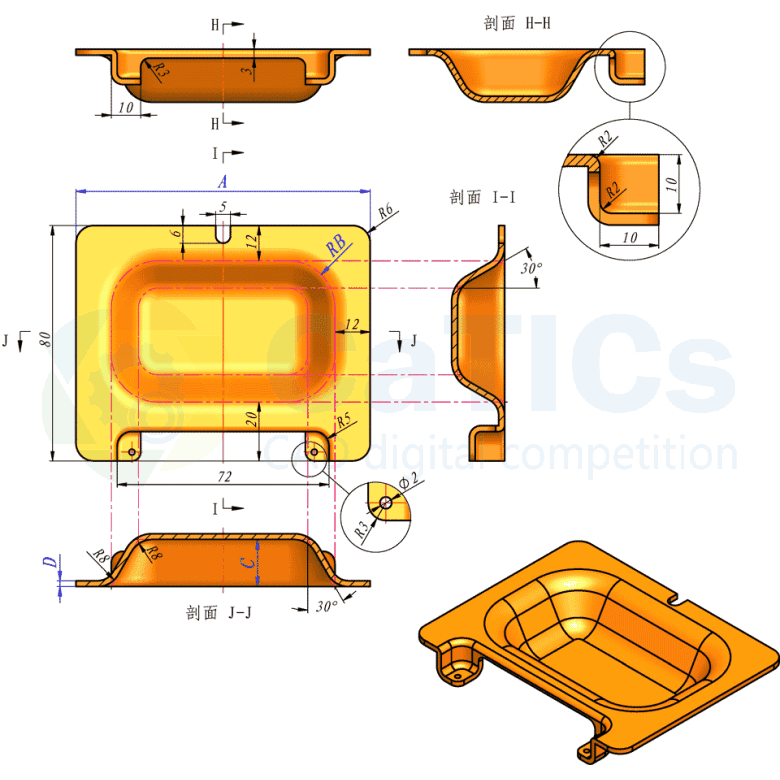 H
剖面 H-H
R3
3
10
H
R2
R2
10
10
I
A
剖面 I-I
5
R6
6
12
RB
30°
12
J
80
J
CaTICs
20
R5
CAD digital competition
72
Φ2
R3
I
D
R8
R8
C
30°
剖面 J-J